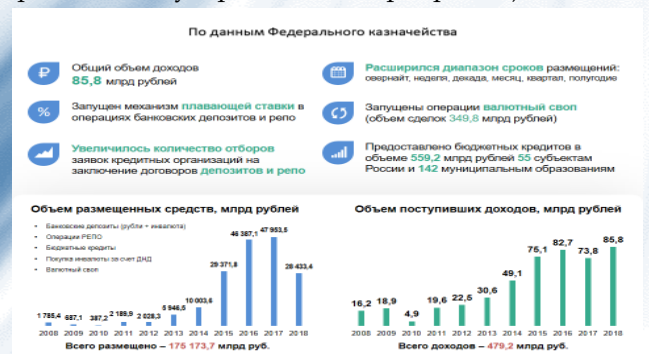 По данным Федерального казначейства
Общий объем доходов
85,8 млрд рублей
Запущен механизм плавающей ставки в
операциях банковских депозитов и репо
Увеличилось количество отборов
заявок кредитных организаций на
заключение договоров депозитов и репо
Расширился диапазон сроков размещений:
овернайт, неделя, декада, месяц, квартал, полугодие
Запущены операции валютный своп
(объем сделок 349,8 млрд рублей)
Предоставлено бюджетных кредитов в
объеме 559,2 млрд рублей 55 субъектам
России и 142 муниципальным образованиям
Объем размещенных средств, млрд рублей
• Банковские депозиты (рубли + инвалюта)
• Операции РЕПО
• Бюджетные кредиты
• Покупка инвалюты за счет ДНД
• Валютный своп
1 785,4 687,1 387,2 2 189,9 2 028,3 5 946,5 10 003,6 29 371,8 46 387,1 47 953,5 28 433,4
2008 2009 2010 2011 2012 2013 2014 2015 2016 2017 2018
Всего размещено – 175 173,7 млрд руб.
Объем поступивших доходов, млрд рублей
16,2 18,9 4,9 19,6 22,5 30,6 49,1 75,1 82,7 73,8 85,8
2008 2009 2010 2011 2012 2013 2014 2015 2016 2017 2018
Всего доходов – 479,2 млрд руб.